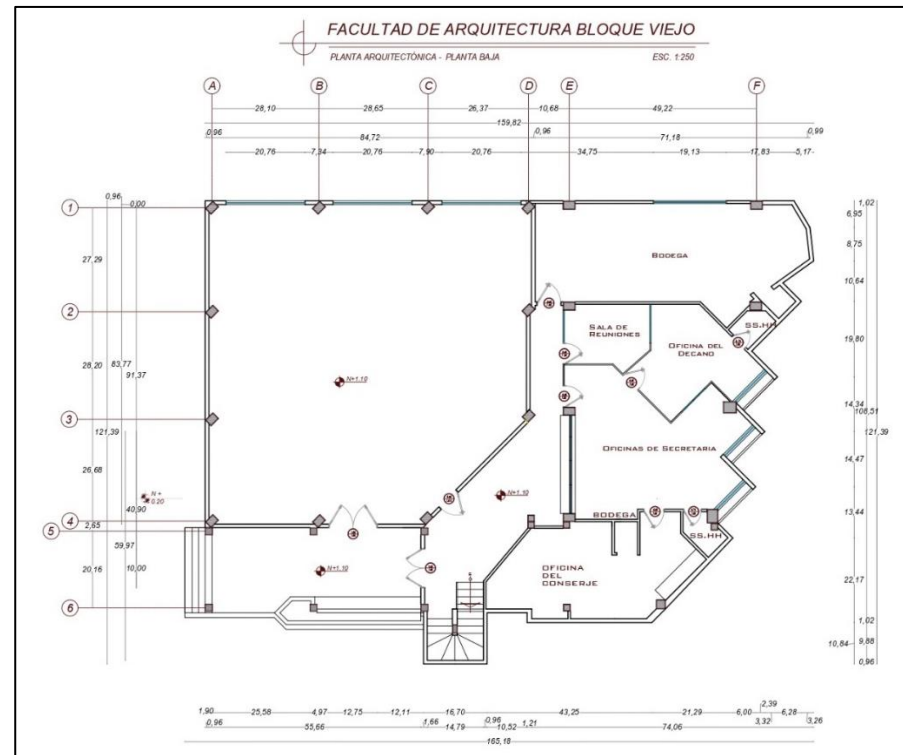 FACULTAD DE ARQUITECTURA BLOQUE VIEJO
PLANTA ARQUITECTÓNICA - PLANTA BAJA ESC. 1:250
A B C D E F
28,10 28,65 26,37 10,68 49,22
159,82
0,96 84,72 0,96 71,18 0,99
20,76 7,34 20,76 7,90 20,76 34,75 19,13 17,83 5,17
0,96
0,00
1
2
3
4
5
6
27,29
28,20
83,77
91,37
121,39
26,68
40,90
2,65
59,97
20,16
10,00
N +
0.20
BODEGA
SALA DE
REUNIONES
OFICINA DEL
DECANO
SS.HH
N+1.10
OFICINAS DE SECRETARIA
N+1.10
BODEGA
SS.HH
N+1.10
OFICINA
DEL
CONSERJE
1,02
6,95
8,75
10,64
19,80
14,34
108,51
121,39
14,47
13,44
22,17
1,02
10,84
9,88
0,96
2,39
1,90 25,58 4,97 12,75 12,11 16,70 43,25 21,29 6,00 6,28
0,96 55,66 1,66 14,79 0,96 10,52 1,21 74,06 3,32 3,26
165,18